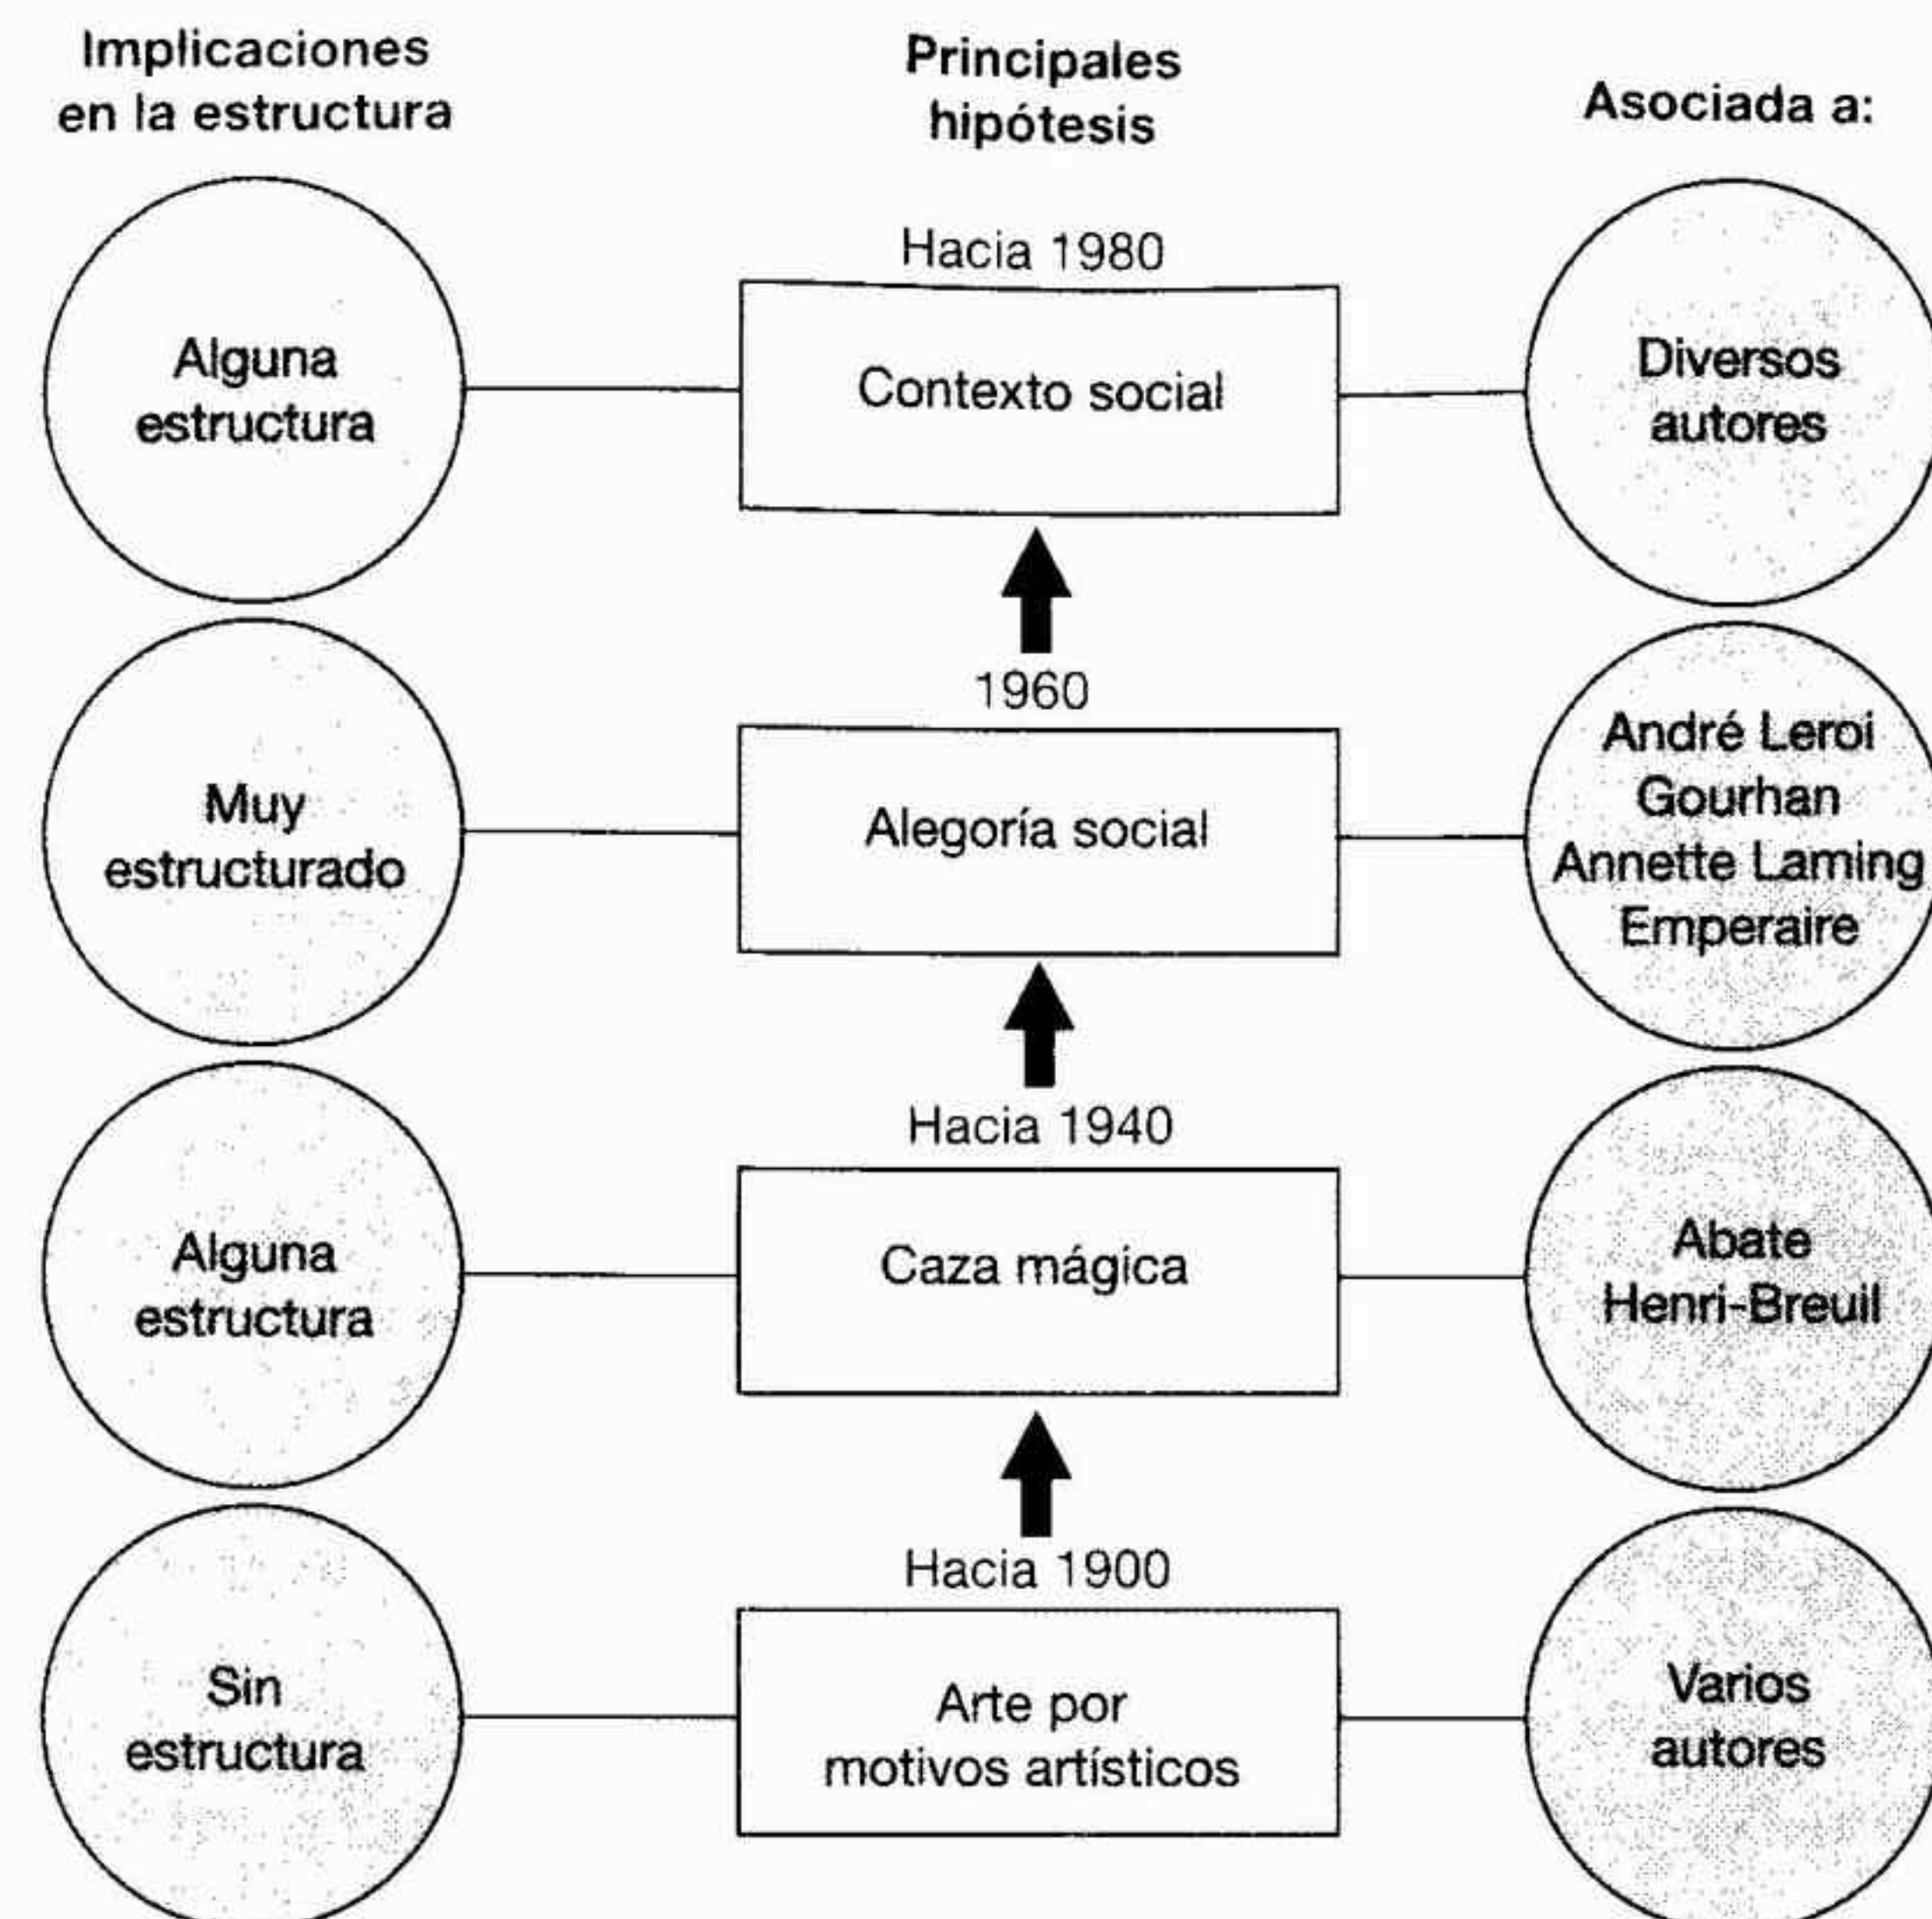 Implicaciones
en la estructura
Principales
hipótesis
Asociada a:
Hacia 1980
Alguna
estructura
Contexto social
Diversos
autores
1960
Muy
estructurado
Alegoría social
André Leroi
Gourhan
Annette Laming
Emperaire
Hacia 1940
Alguna
estructura
Caza mágica
Abate
Henri-Breuil
Hacia 1900
Sin
estructura
Arte por
motivos artísticos
Varios
autores